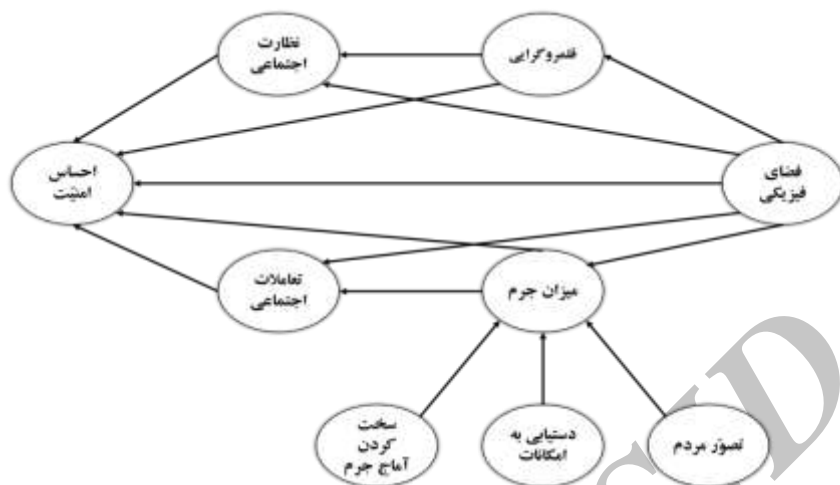 قلمروگرایی
نظارت
اجتماعی
فضای
فیزیکی
احساس
امنیّت
میزان جرم
تعاملات
اجتماعی
تصوّر مردم
دستیابی به
امکانات
سخت
کردن
آماج جرم